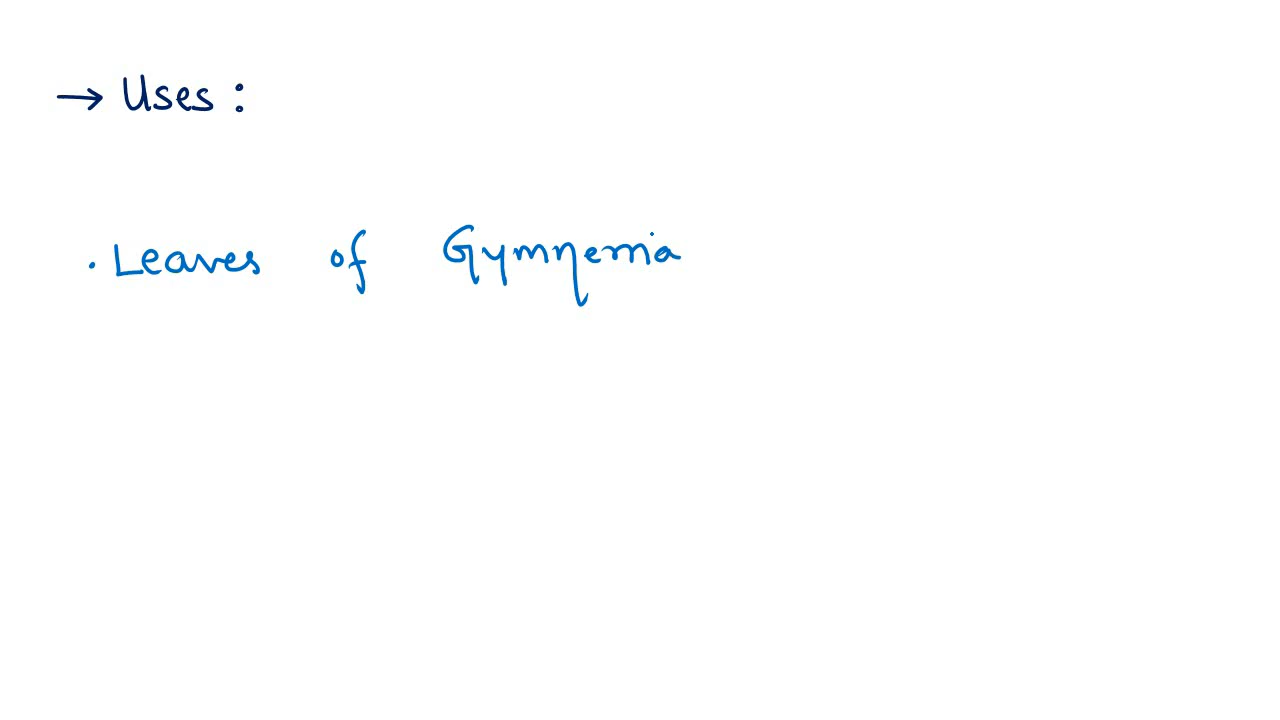 → Uses :
. Leaves of Gymnema